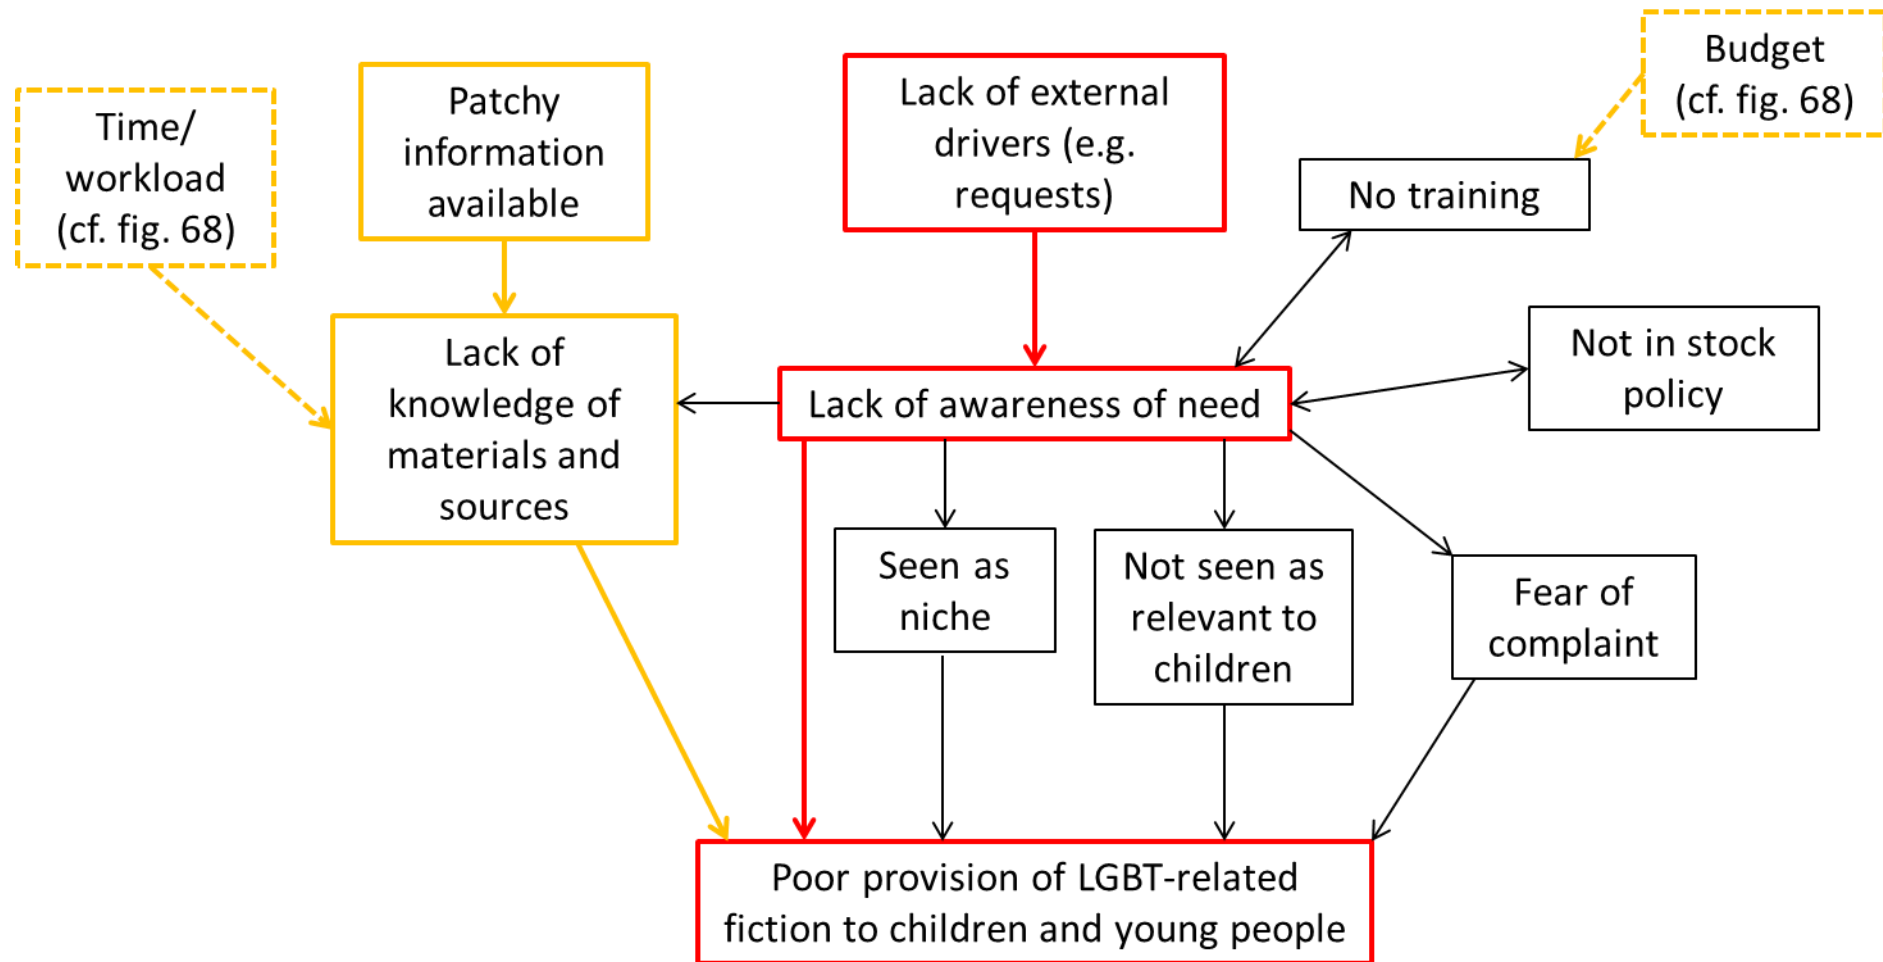 Time/
workload
(cf. fig. 68)
Patchy
information
available
Lack of external
drivers (e.g.
requests)
Budget
(cf. fig. 68)
No training
Lack of
knowledge of
materials and
sources
Lack of awareness of need
Not in stock
policy
Seen as
niche
Not seen as
relevant to
children
Fear of
complaint
Poor provision of LGBT-related
fiction to children and young people